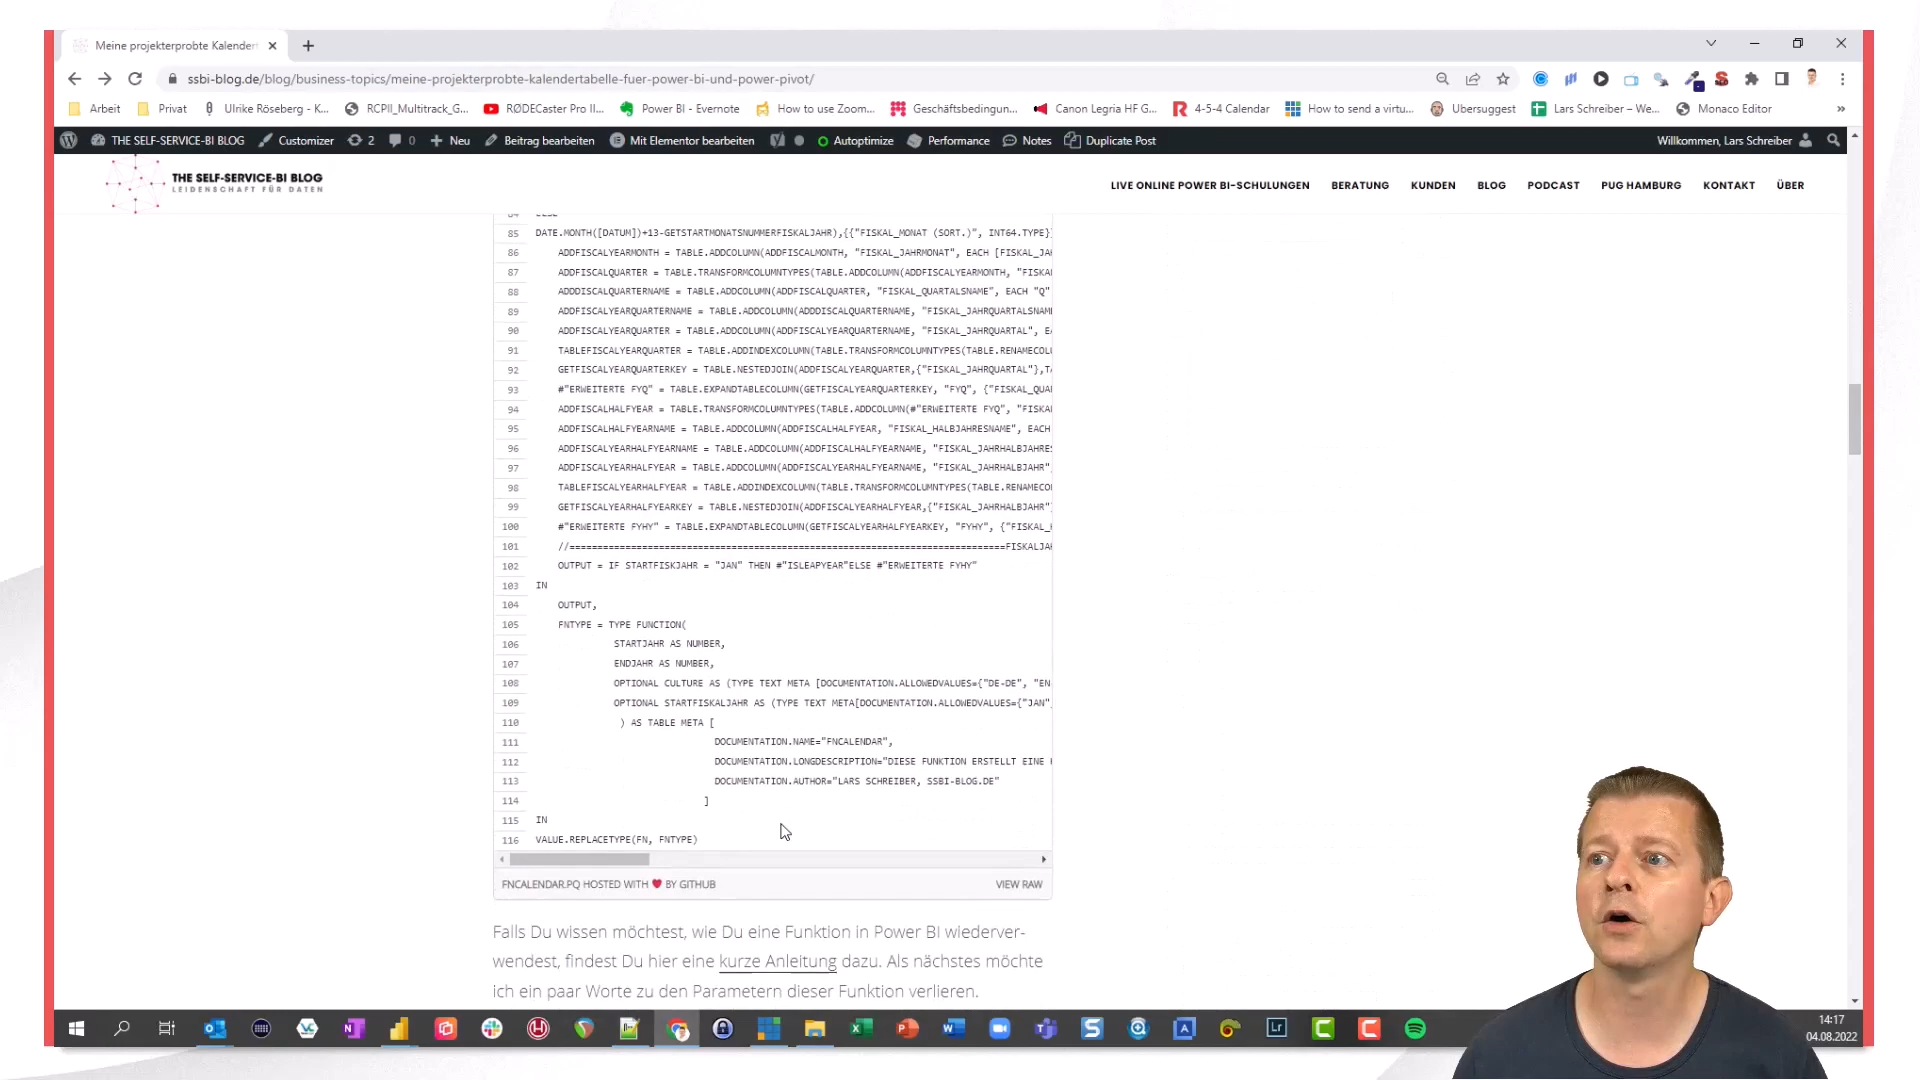 Meine projekterprobte Kalendert
ssbi-blog.de/blog/business-topics/meine-projekterprobte-kalendertabelle-fuer-power-bi-und-power-pivot/
Arbeit Privat Ulrike Röseberg - K... RCPII_Multitrack_G... RØDECaster Pro II... Power BI - Evernote How to use Zoom... Geschäftsbedingun... Canon Legria HF G... 4-5-4 Calendar How to send a virtu... Ubersuggest Lars Schreiber – We... Monaco Editor »
THE SELF-SERVICE-BI BLOG Customizer 2 0 Neu Beitrag bearbeiten Mit Elementor bearbeiten Autoptimize Performance Notes Duplicate Post Willkommen, Lars Schreiber
THE SELF-SERVICE-BI BLOG
LEIDENSCHAFT FÜR DATEN
LIVE ONLINE POWER BI-SCHULUNGEN BERATUNG KUNDEN BLOG PODCAST PUG HAMBURG KONTAKT ÜBER
84 ELSE
85 DATE.MONTH([DATUM])+13-GETSTARTMONATSNUMMERFISKALJAHR),{{"FISKAL_MONAT (SORT.)", INT64.TYPE}
86 ADDFISCALYEARMONTH = TABLE.ADDCOLUMN(ADDFISCALMONTH, "FISKAL_JAHRMONAT", EACH [FISKAL_JA
87 ADDFISCALQUARTER = TABLE.TRANSFORMCOLUMNTYPES(TABLE.ADDCOLUMN(ADDFISCALYEARMONTH, "FISKA
88 ADDDISCALQUARTERNAME = TABLE.ADDCOLUMN(ADDFISCALQUARTER, "FISKAL_QUARTALSNAME", EACH "Q"
89 ADDFISCALYEARQUARTERNAME = TABLE.ADDCOLUMN(ADDDISCALQUARTERNAME, "FISKAL_JAHRQUARTALSNAM
90 ADDFISCALYEARQUARTER = TABLE.ADDCOLUMN(ADDFISCALYEARQUARTERNAME, "FISKAL_JAHRQUARTAL", E
91 TABLEFISCALYEARQUARTER = TABLE.ADDINDEXCOLUMN(TABLE.TRANSFORMCOLUMNTYPES(TABLE.RENAMECOL
92 GETFISCALYEARQUARTERKEY = TABLE.NESTEDJOIN(ADDFISCALYEARQUARTER,{"FISKAL_JAHRQUARTAL"},T
93 #"ERWEITERTE FYQ" = TABLE.EXPANDTABLECOLUMN(GETFISCALYEARQUARTERKEY, "FYQ", {"FISKAL_QUA
94 ADDFISCALHALFYEAR = TABLE.TRANSFORMCOLUMNTYPES(TABLE.ADDCOLUMN(#"ERWEITERTE FYQ", "FISKA
95 ADDFISCALHALFYEARNAME = TABLE.ADDCOLUMN(ADDFISCALHALFYEAR, "FISKAL_HALBJAHRESNAME", EACH
96 ADDFISCALYEARHALFYEARNAME = TABLE.ADDCOLUMN(ADDFISCALHALFYEARNAME, "FISKAL_JAHRHALBJAHRE
97 ADDFISCALYEARHALFYEAR = TABLE.ADDCOLUMN(ADDFISCALYEARHALFYEARNAME, "FISKAL_JAHRHALBJAHR"
98 TABLEFISCALYEARHALFYEAR = TABLE.ADDINDEXCOLUMN(TABLE.TRANSFORMCOLUMNTYPES(TABLE.RENAMECO
99 GETFISCALYEARHALFYEARKEY = TABLE.NESTEDJOIN(ADDFISCALYEARHALFYEAR,{"FISKAL_JAHRHALBJAHR"
100 #"ERWEITERTE FYHY" = TABLE.EXPANDTABLECOLUMN(GETFISCALYEARHALFYEARKEY, "FYHY", {"FISKAL_
101 //=============================================================================FISKALJA
102 OUTPUT = IF STARTFISKJAHR = "JAN" THEN #"ISLEAPYEAR"ELSE #"ERWEITERTE FYHY"
103 IN
104 OUTPUT,
105 FNTYPE = TYPE FUNCTION(
106 STARTJAHR AS NUMBER,
107 ENDJAHR AS NUMBER,
108 OPTIONAL CULTURE AS (TYPE TEXT META [DOCUMENTATION.ALLOWEDVALUES={"DE-DE", "EN
109 OPTIONAL STARTFISKALJAHR AS (TYPE TEXT META[DOCUMENTATION.ALLOWEDVALUES={"JAN"
110 ) AS TABLE META [
111 DOCUMENTATION.NAME="FNCALENDAR",
112 DOCUMENTATION.LONGDESCRIPTION="DIESE FUNKTION ERSTELLT EINE
113 DOCUMENTATION.AUTHOR="LARS SCHREIBER, SSBI-BLOG.DE"
114 ]
115 IN
116 VALUE.REPLACETYPE(FN, FNTYPE)
FNCALENDAR.PQ HOSTED WITH ❤ BY GITHUB VIEW RAW
Falls Du wissen möchtest, wie Du eine Funktion in Power BI wiederver-
wendest, findest Du hier eine kurze Anleitung dazu. Als nächstes möchte
ich ein paar Worte zu den Parametern dieser Funktion verlieren.
14:17
04.08.2022